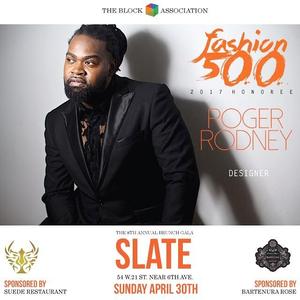 THE BLOCK ASSOCIATION
fashion
500
2017 HONOREE
ROGER
RODNEY
DESIGNER
THE 8TH ANNUAL BRUNCH GALA
SLATE
54 W.21 ST. NEAR 6TH AVE.
SUNDAY APRIL 30TH
SPONSORED BY
SUEDE RESTAURANT
SPONSORED BY
BARTENURA ROSE